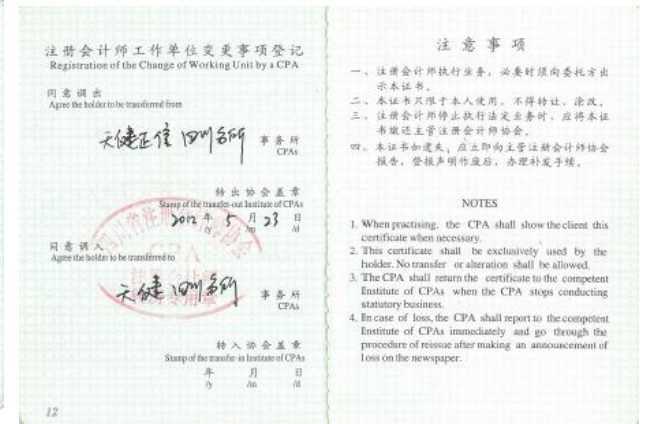 注册会计师工作单位变更事项登记
Registration of the Change of Working Unit by a CPA
同意调出
Agree the holder to be transferred from
天健正信四川分所 事务所
CPAs
转出协会盖章
Stamp of the transfer-out Institute of CPAs
2012年 5月 23日
/y /m /d
同意调入
Agree the holder to be transferred to
天健四川分所 事务所
CPAs
转入协会盖章
Stamp of the transfer-in Institute of CPAs
年 月 日
/y /m /d
12
注意事项
一、注册会计师执行业务，必要时须向委托方出
示本证书。
二、本证书只限于本人使用，不得转让、涂改。
三、注册会计师停止执行法定业务时，应将本证
书缴还主管注册会计师协会。
四、本证书如遗失，应立即向主管注册会计师协会
报告，登报声明作废后，办理补发手续。
NOTES
1. When practising, the CPA shall show the client this
certificate when necessary.
2. This certificate shall be exclusively used by the
holder. No transfer or alteration shall be allowed.
3. The CPA shall return the certificate to the competent
Institute of CPAs when the CPA stops conducting
statutory business.
4. In case of loss, the CPA shall report to the competent
Institute of CPAs immediately and go through the
procedure of reissue after making an announcement of
loss on the newspaper.